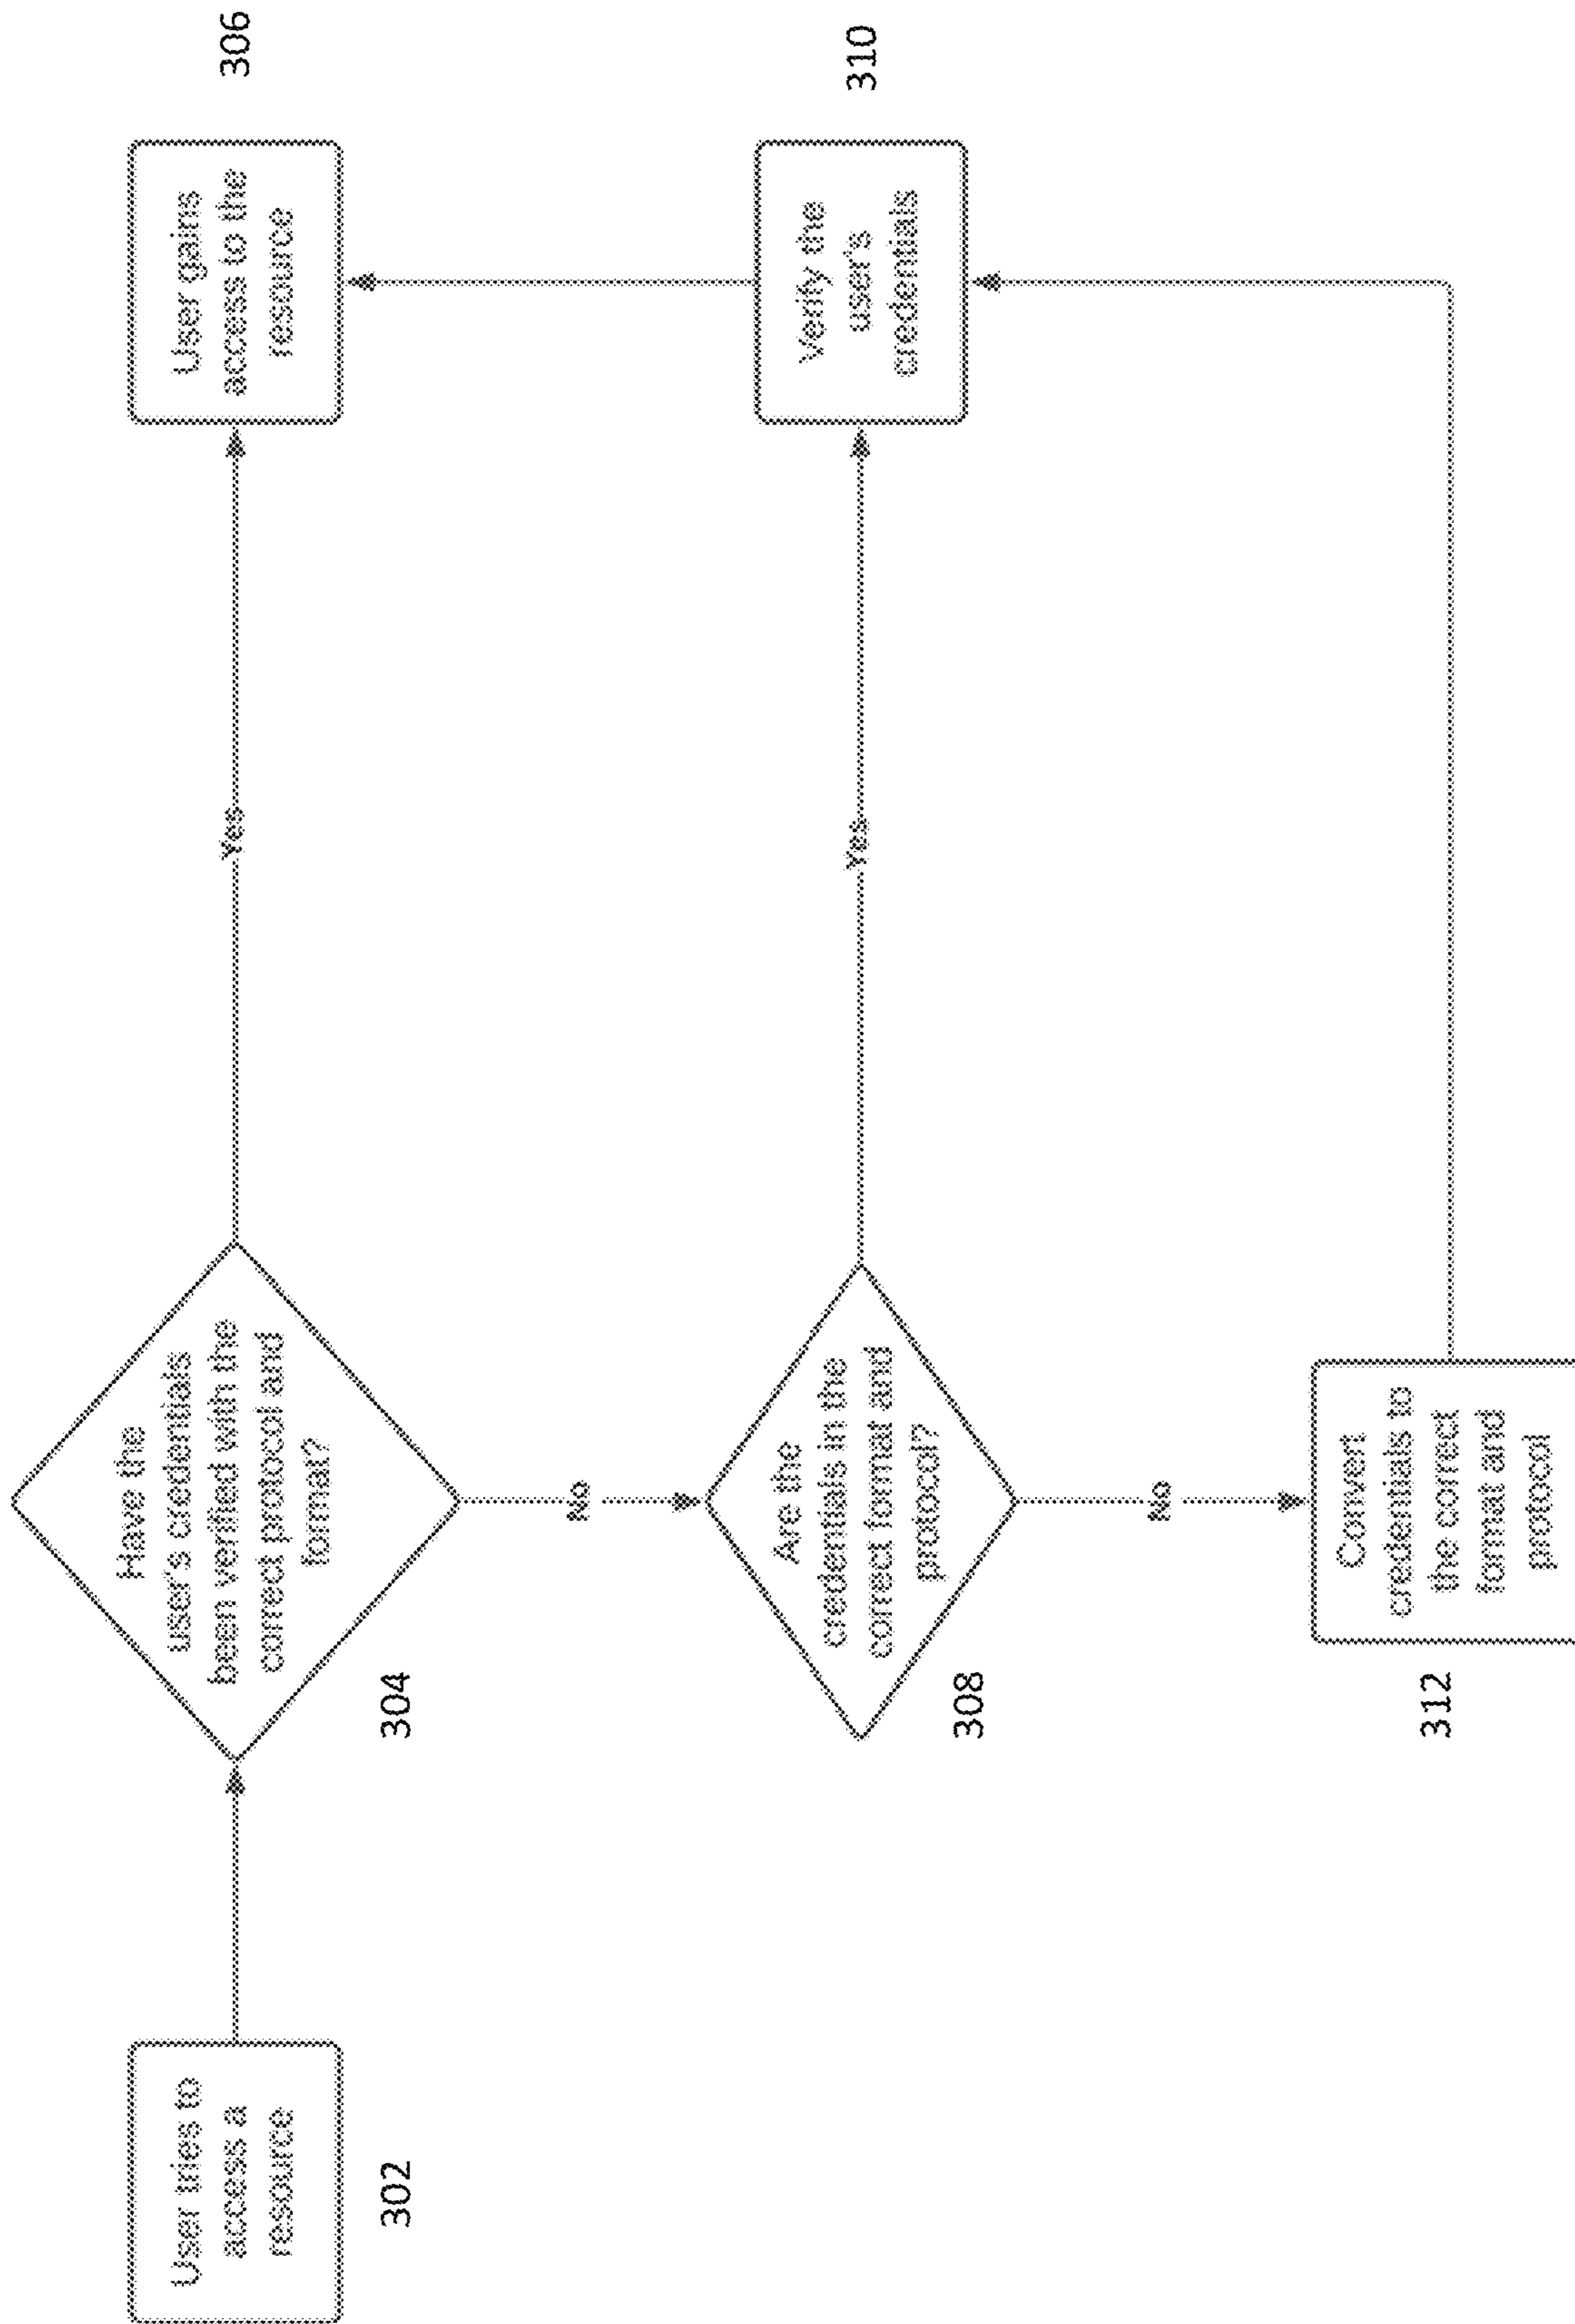 User tries to
access a
resource
302
Have the
user's credentials
been verified with the
correct protocol and
format?
304
Yes
User gains
access to the
resource
306
No
Are the
credentials in the
correct format and
protocol?
308
Yes
Verify the
user's
credentials
310
No
Convert
credentials to
the correct
format and
protocol
312